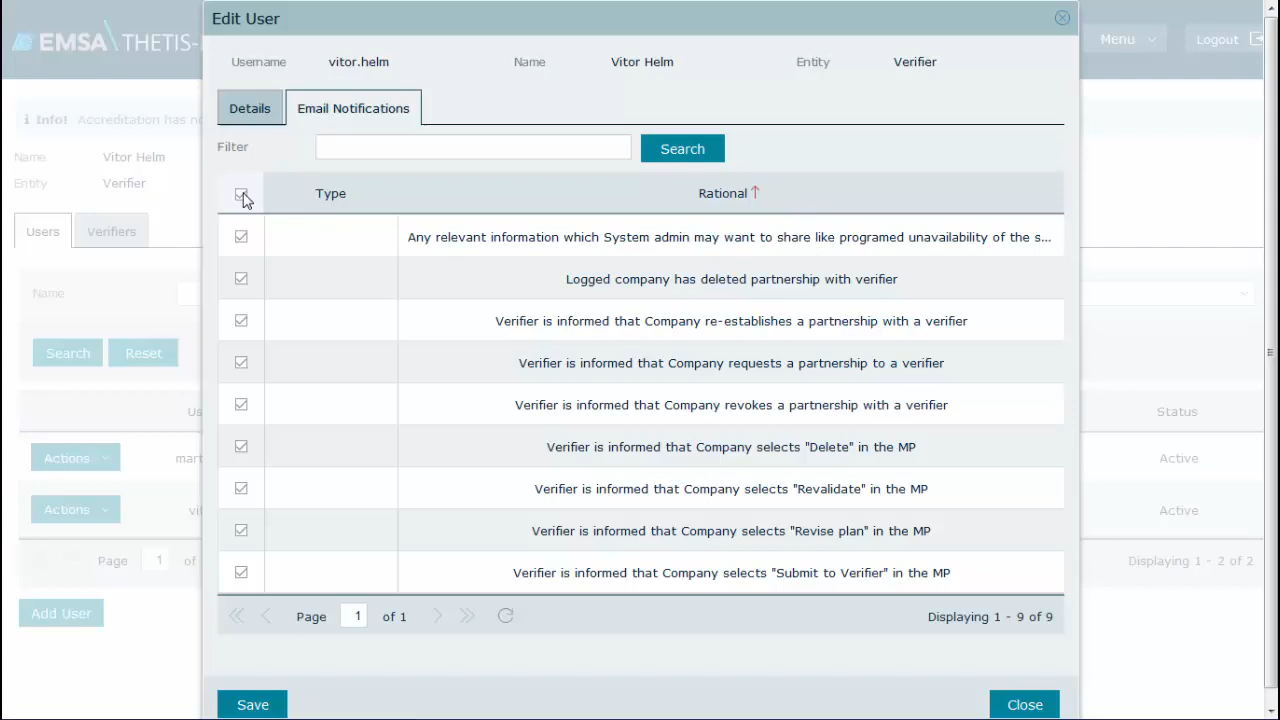 Edit User
EMSA THETIS-
Menu
Logout
Username vitor.helm Name Vitor Helm Entity Verifier
Details Email Notifications
Info! Accreditation has no
Filter Search
Name Vitor Helm
Entity Verifier
Type Rational
Users Verifiers
Any relevant information which System admin may want to share like programed unavailability of the s...
Logged company has deleted partnership with verifier
Name
Verifier is informed that Company re-establishes a partnership with a verifier
Search Reset
Verifier is informed that Company requests a partnership to a verifier
Verifier is informed that Company revokes a partnership with a verifier
Us
Status
Verifier is informed that Company selects "Delete" in the MP
Actions mart
Active
Verifier is informed that Company selects "Revalidate" in the MP
Actions
Active
Verifier is informed that Company selects "Revise plan" in the MP
Page 1 of
Displaying 1 - 2 of 2
Verifier is informed that Company selects "Submit to Verifier" in the MP
Add User
Page 1 of 1 Displaying 1 - 9 of 9
Save Close